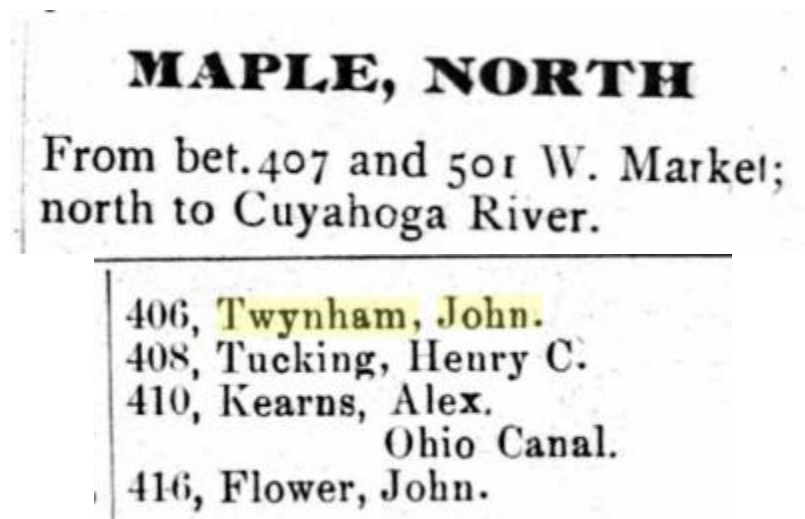 MAPLE, NORTH
From bet. 407 and 501 W. Market;
north to Cuyahoga River.
406, Twynham, John.
408, Tucking, Henry C.
410, Kearns, Alex.
Ohio Canal.
416, Flower, John.